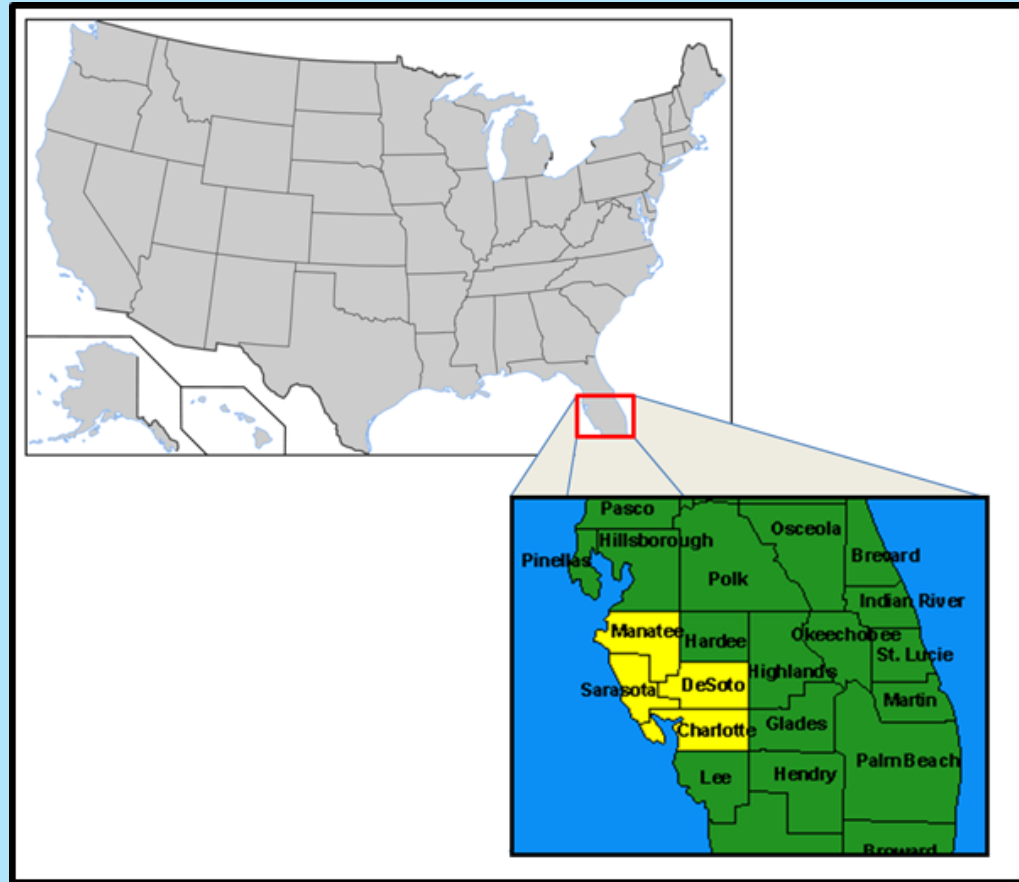 Pasco
Osceola
Hillsborough
Brevard
Pinellas
Polk
Indian River
Manatee
Hardee
Okeechobee
St. Lucie
Highlands
Sarasota
DeSoto
Martin
Charlotte
Glades
Palm Beach
Lee
Hendry
Broward